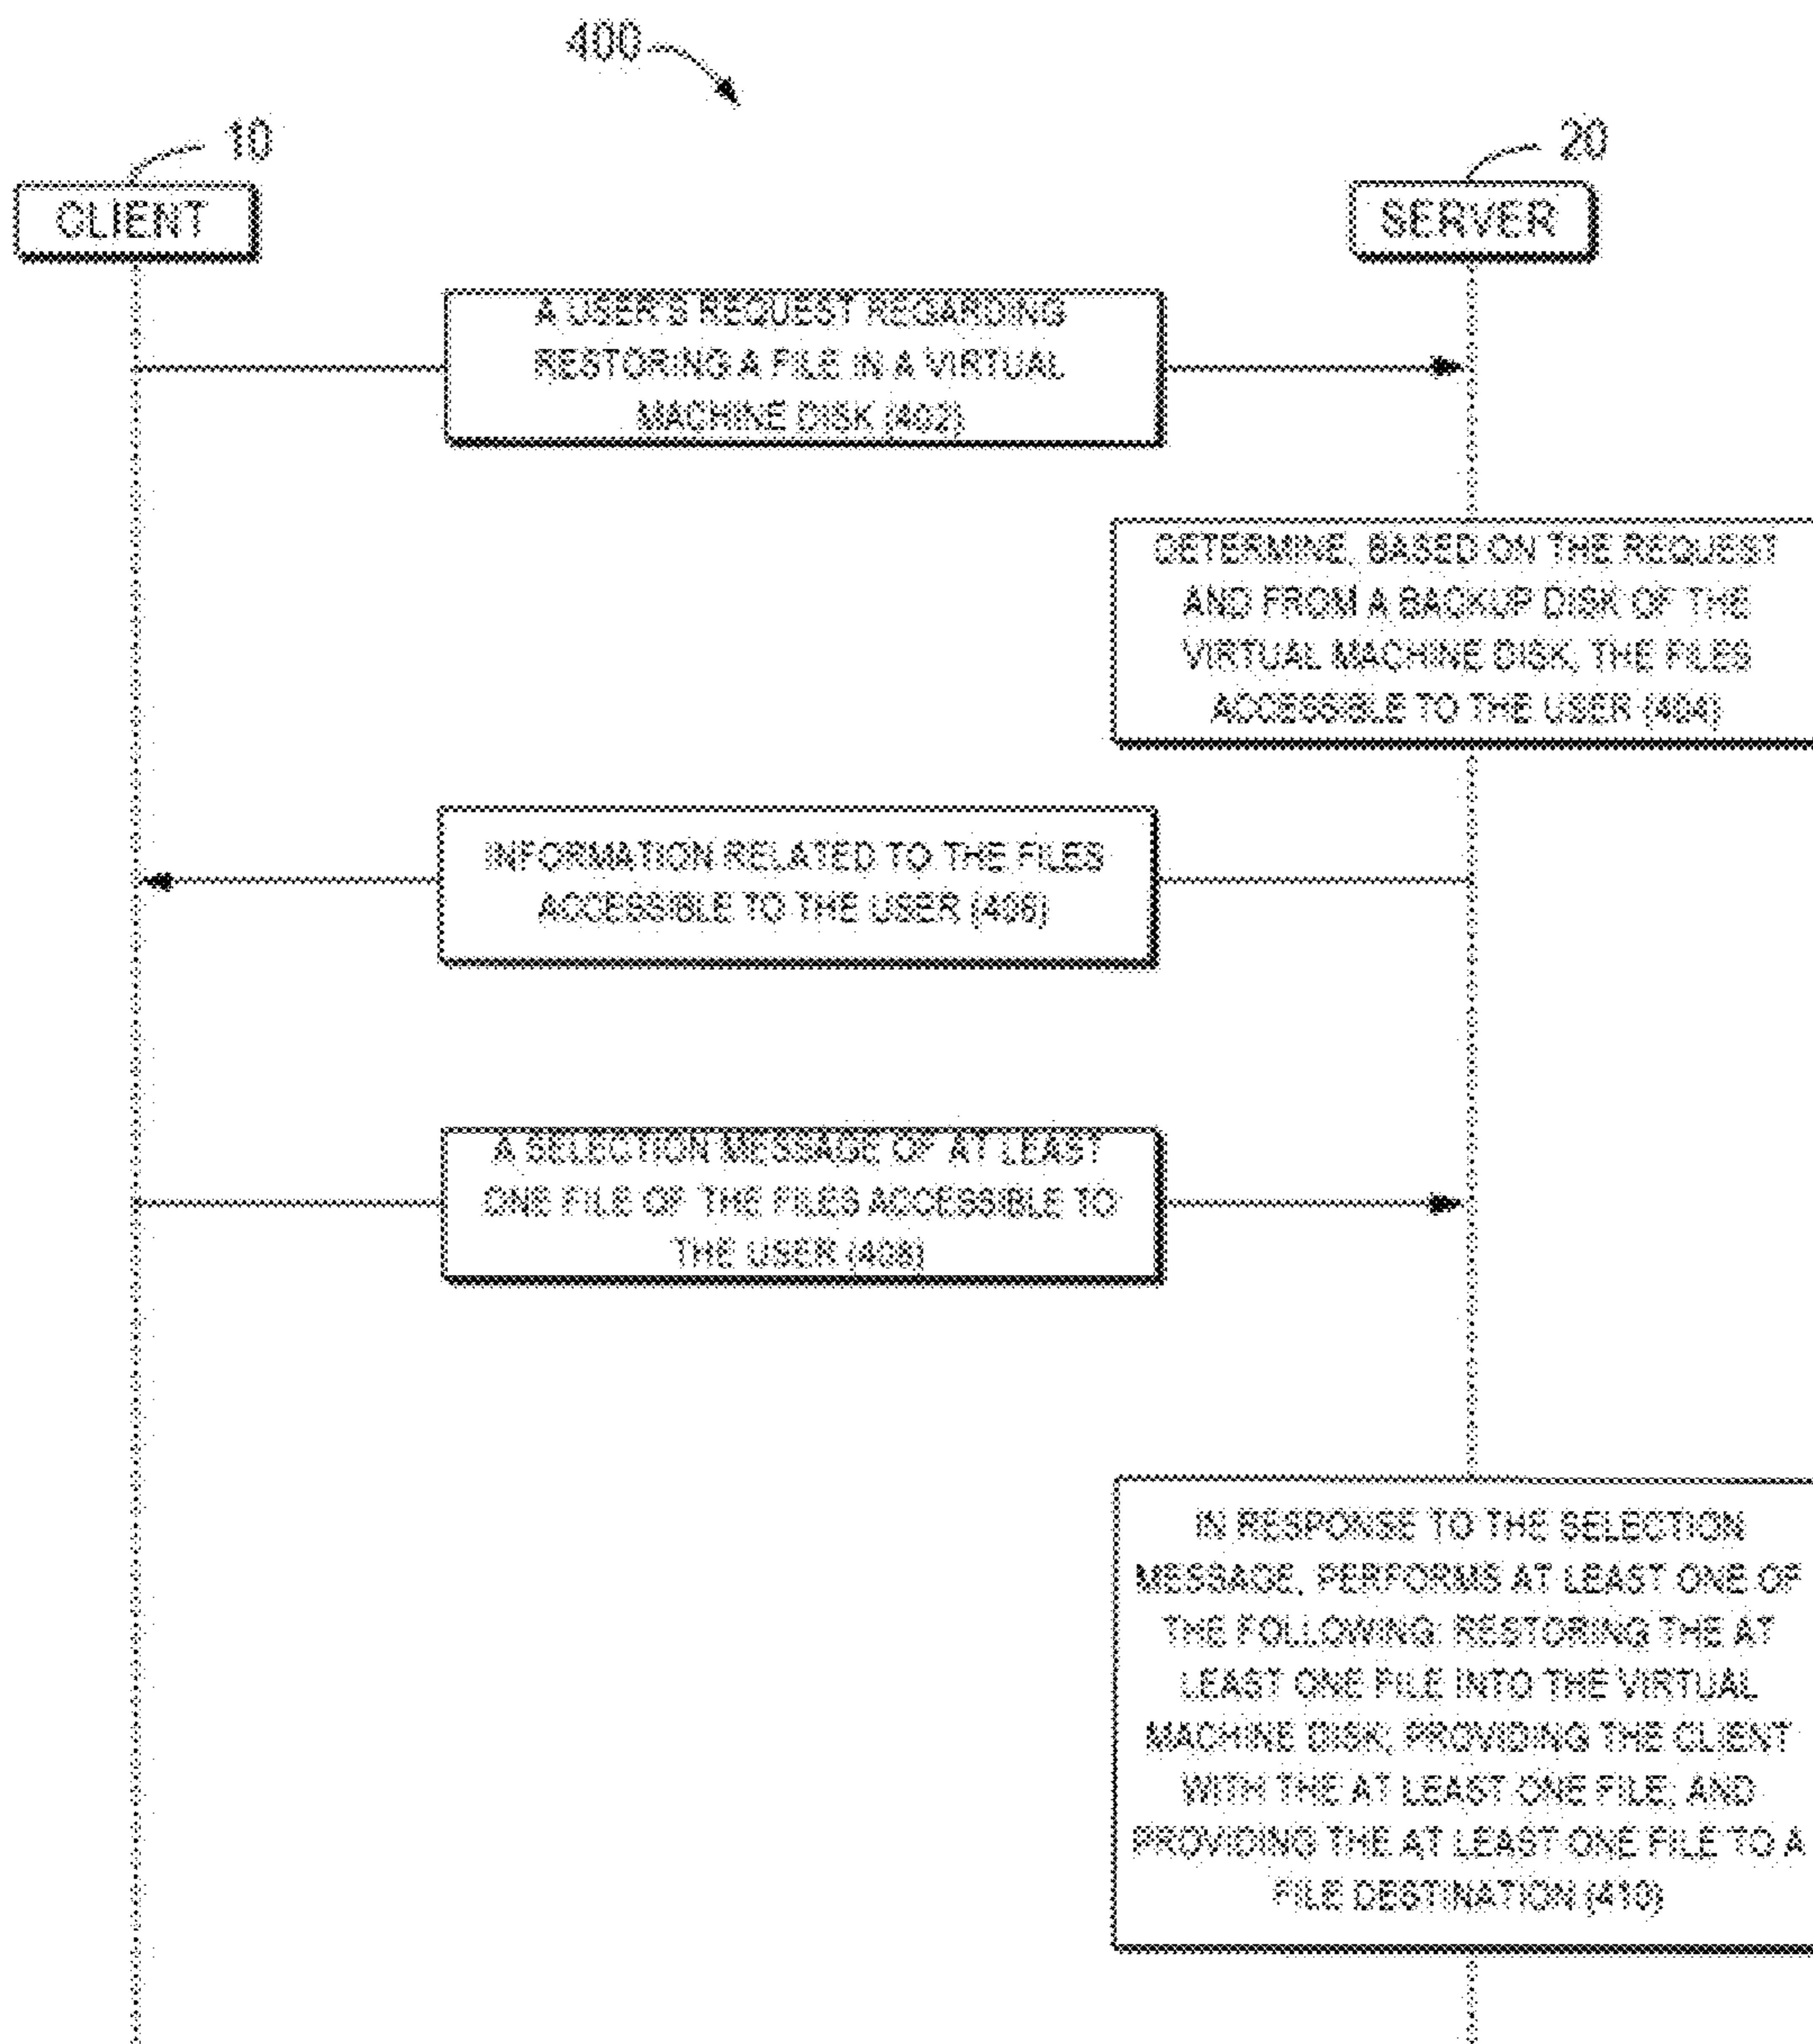 400
10
20
CLIENT
SERVER
A USER'S REQUEST REGARDING
RESTORING A FILE IN A VIRTUAL
MACHINE DISK (402)
DETERMINE, BASED ON THE REQUEST
AND FROM A BACKUP DISK OF THE
VIRTUAL MACHINE DISK, THE FILES
ACCESSIBLE TO THE USER (404)
INFORMATION RELATED TO THE FILES
ACCESSIBLE TO THE USER (406)
A SELECTION MESSAGE OF AT LEAST
ONE FILE OF THE FILES ACCESSIBLE TO
THE USER (408)
IN RESPONSE TO THE SELECTION
MESSAGE, PERFORMS AT LEAST ONE OF
THE FOLLOWING: RESTORING THE AT
LEAST ONE FILE INTO THE VIRTUAL
MACHINE DISK; PROVIDING THE CLIENT
WITH THE AT LEAST ONE FILE; AND
PROVIDING THE AT LEAST ONE FILE TO A
FILE DESTINATION (410)